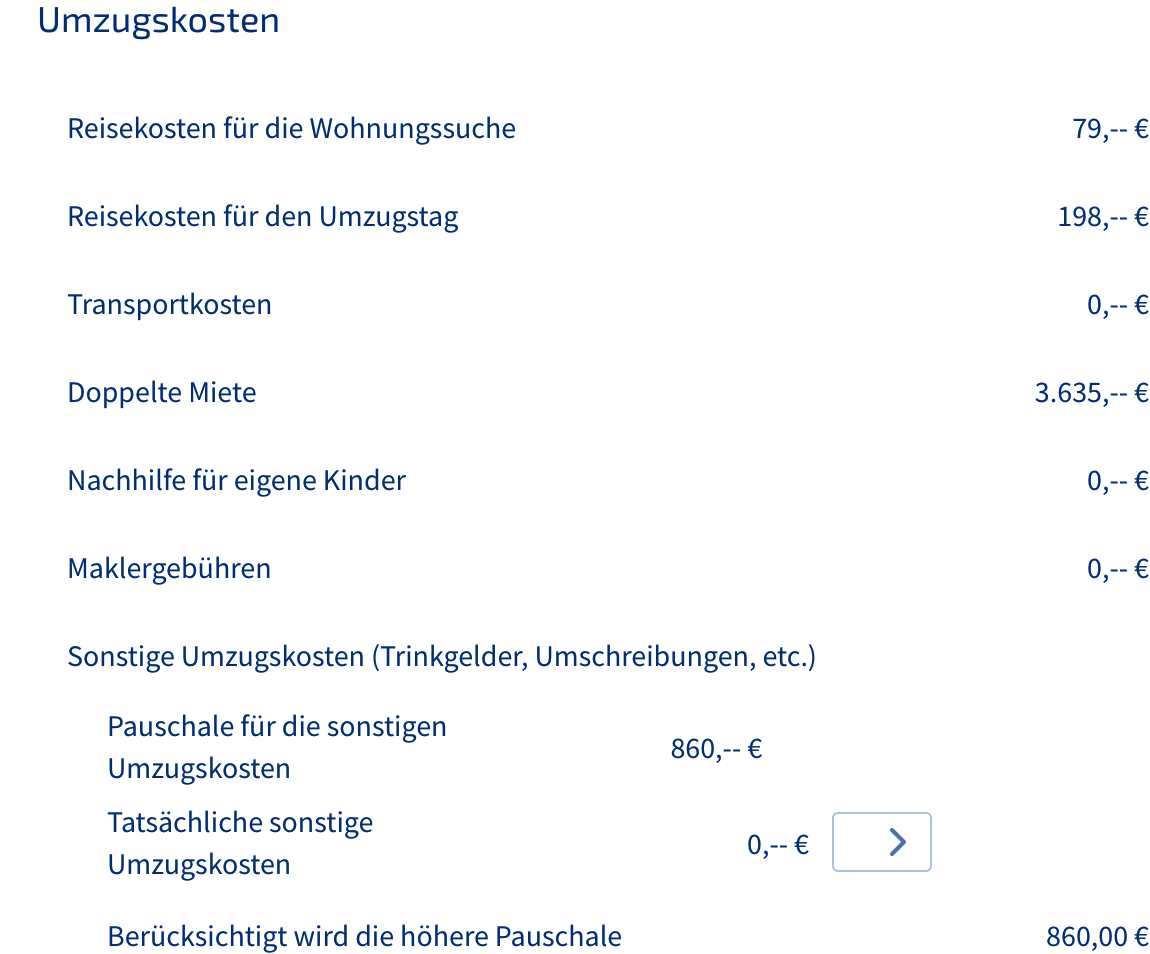 Umzugskosten
Reisekosten für die Wohnungssuche 79,-- €
Reisekosten für den Umzugstag 198,-- €
Transportkosten 0,-- €
Doppelte Miete 3.635,-- €
Nachhilfe für eigene Kinder 0,-- €
Maklergebühren 0,-- €
Sonstige Umzugskosten (Trinkgelder, Umschreibungen, etc.)
Pauschale für die sonstigen
Umzugskosten 860,-- €
Tatsächliche sonstige
Umzugskosten 0,-- €
Berücksichtigt wird die höhere Pauschale 860,00 €